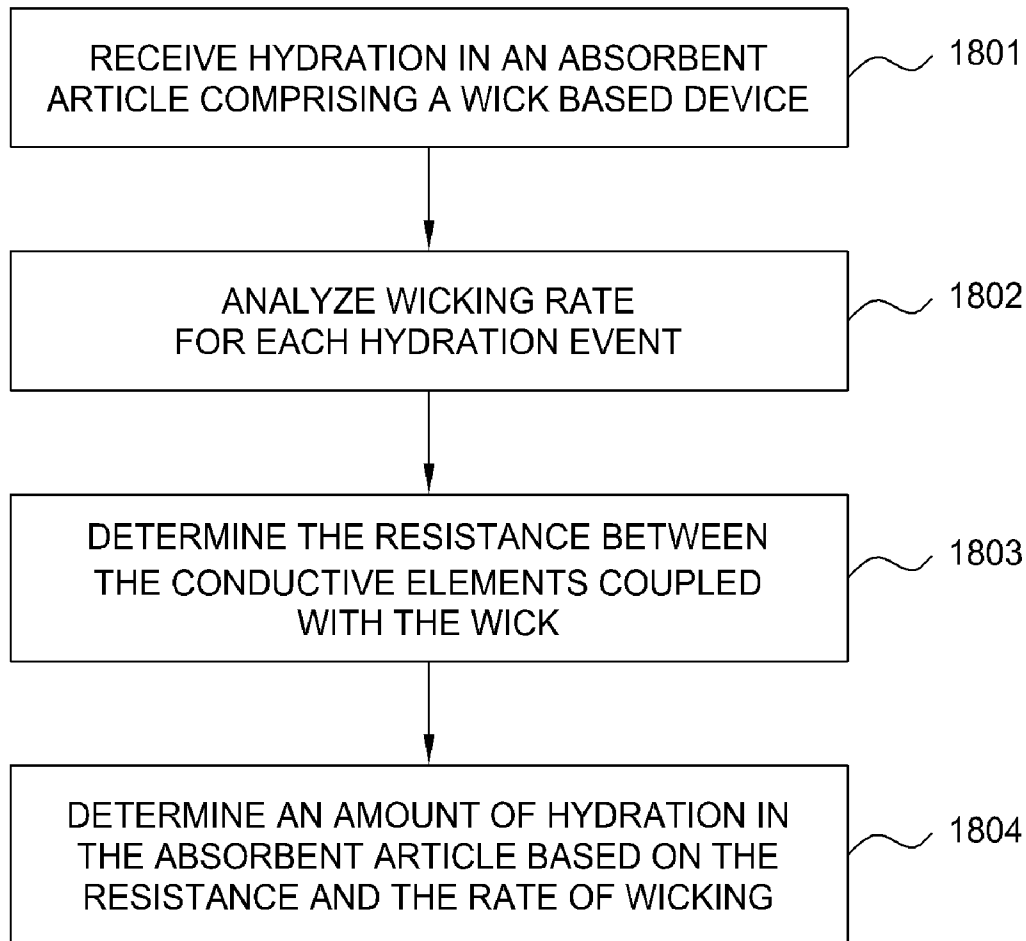 RECEIVE HYDRATION IN AN ABSORBENT
ARTICLE COMPRISING A WICK BASED DEVICE
1801
ANALYZE WICKING RATE
FOR EACH HYDRATION EVENT
1802
DETERMINE THE RESISTANCE BETWEEN
THE CONDUCTIVE ELEMENTS COUPLED
WITH THE WICK
1803
DETERMINE AN AMOUNT OF HYDRATION IN
THE ABSORBENT ARTICLE BASED ON THE
RESISTANCE AND THE RATE OF WICKING
1804